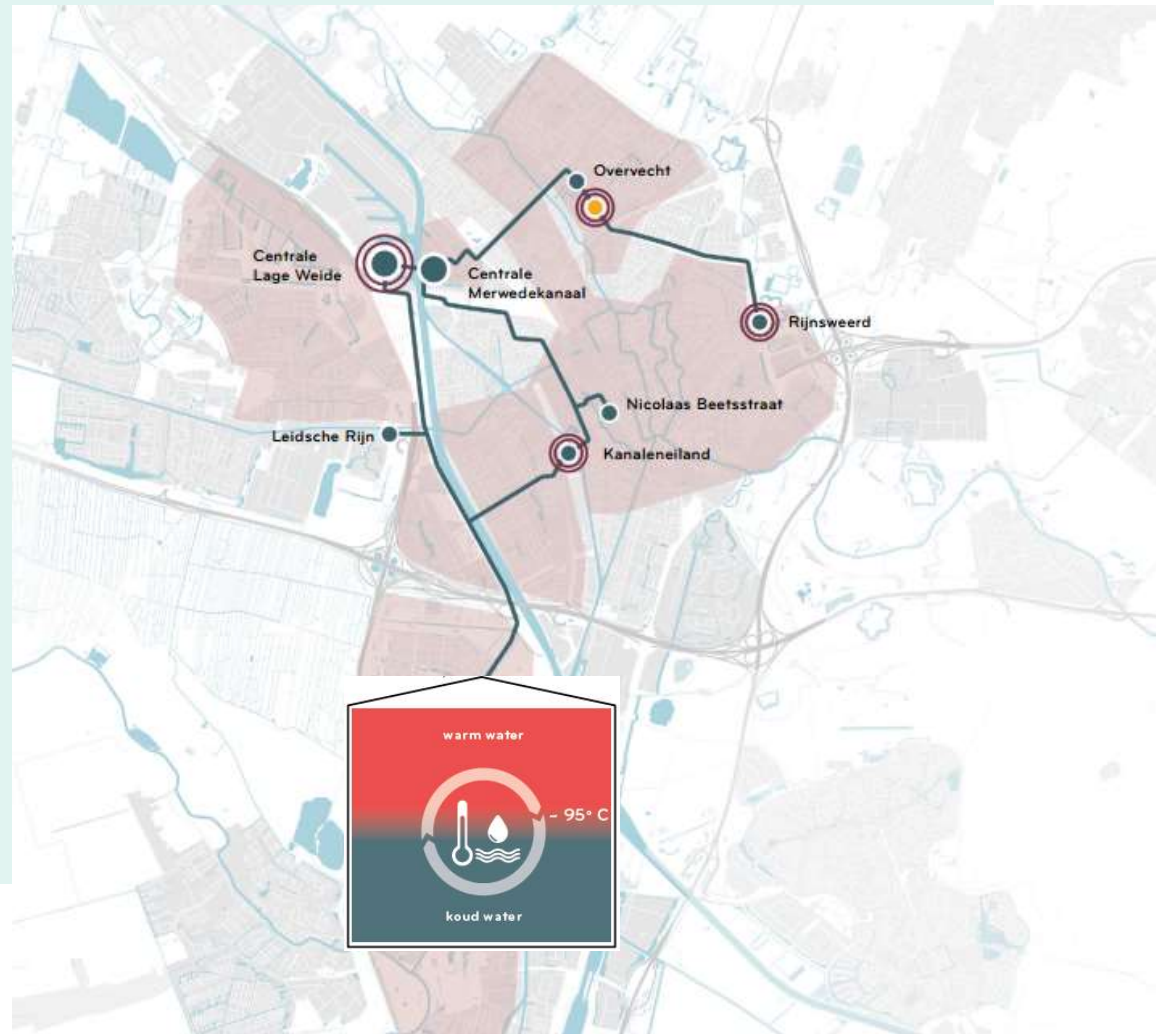 Overvecht
Centrale
Lage Weide
Centrale
Merwedekanaal
Rijnsweerd
Nicolaas Beetsstraat
Leidsche Rijn
Kanaleneiland
warm water
~ 95° C
koud water